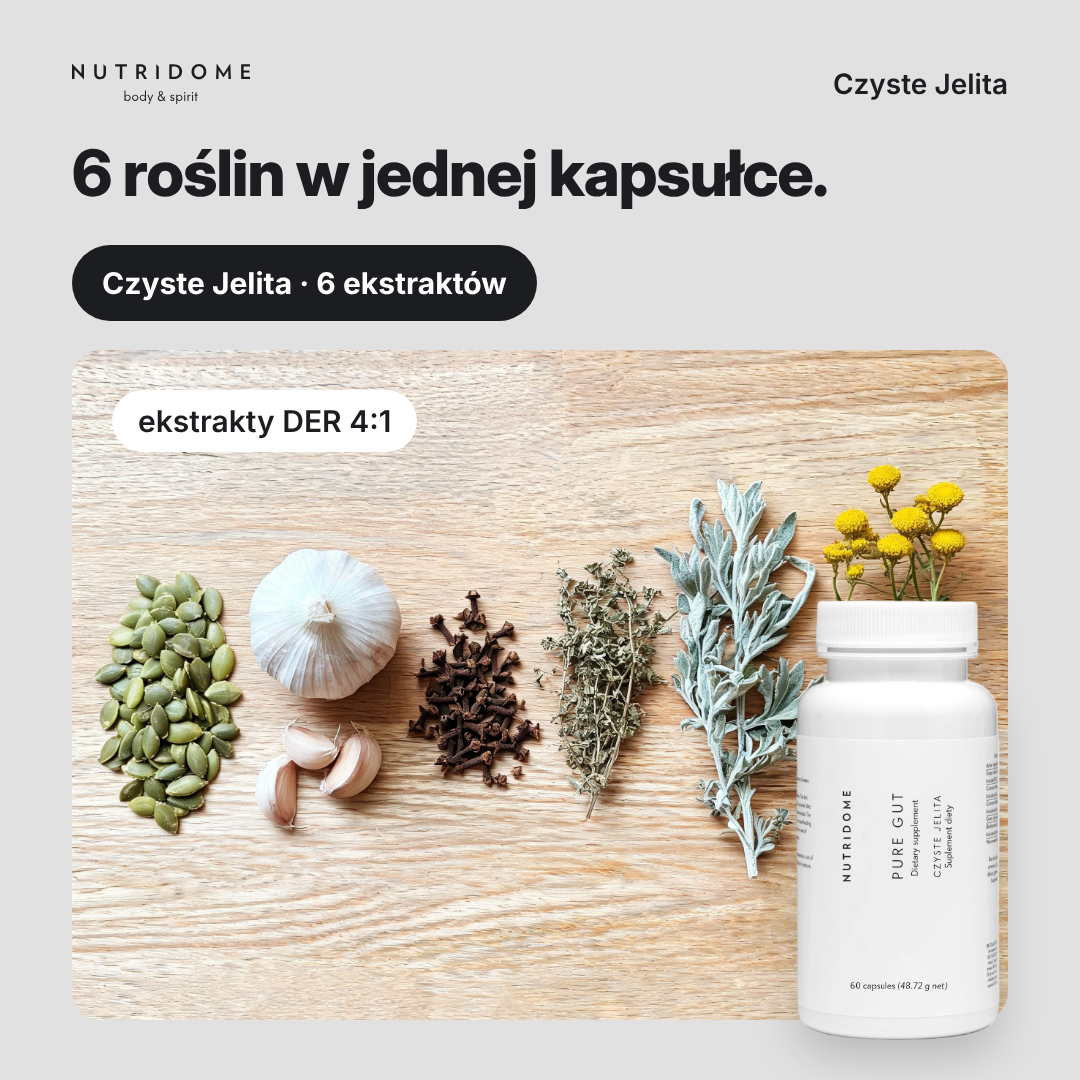 NUTRIDOME
body & spirit
Czyste Jelita
6 roślin w jednej kapsułce.
Czyste Jelita · 6 ekstraktów
ekstrakty DER 4:1
NUTRIDOME
PURE GUT
Dietary supplement
CZYSTE JELITA
Suplement diety
60 capsules (48.72 g net)